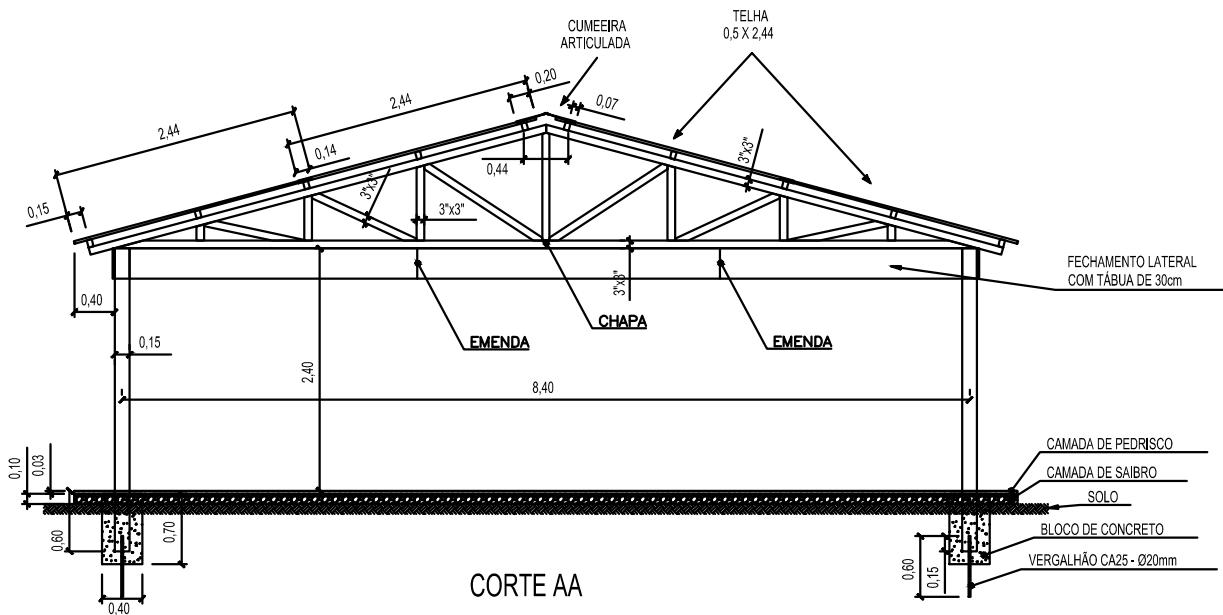 CUMEEIRA
ARTICULADA
TELHA
0,5 X 2,44
0,20
2,44
0,07
2,44
0,14
0,44
3"x3"
3"x3"
3"x3"
0,15
FECHAMENTO LATERAL
COM TÁBUA DE 30cm
3"x3"
0,40
CHAPA
EMENDA
EMENDA
0,15
2,40
8,40
CAMADA DE PEDRISCO
0,10
0,03
CAMADA DE SAIBRO
SOLO
BLOCO DE CONCRETO
0,60
0,70
VERGALHÃO CA25 - Ø20mm
0,60
0,15
CORTE AA
0,40